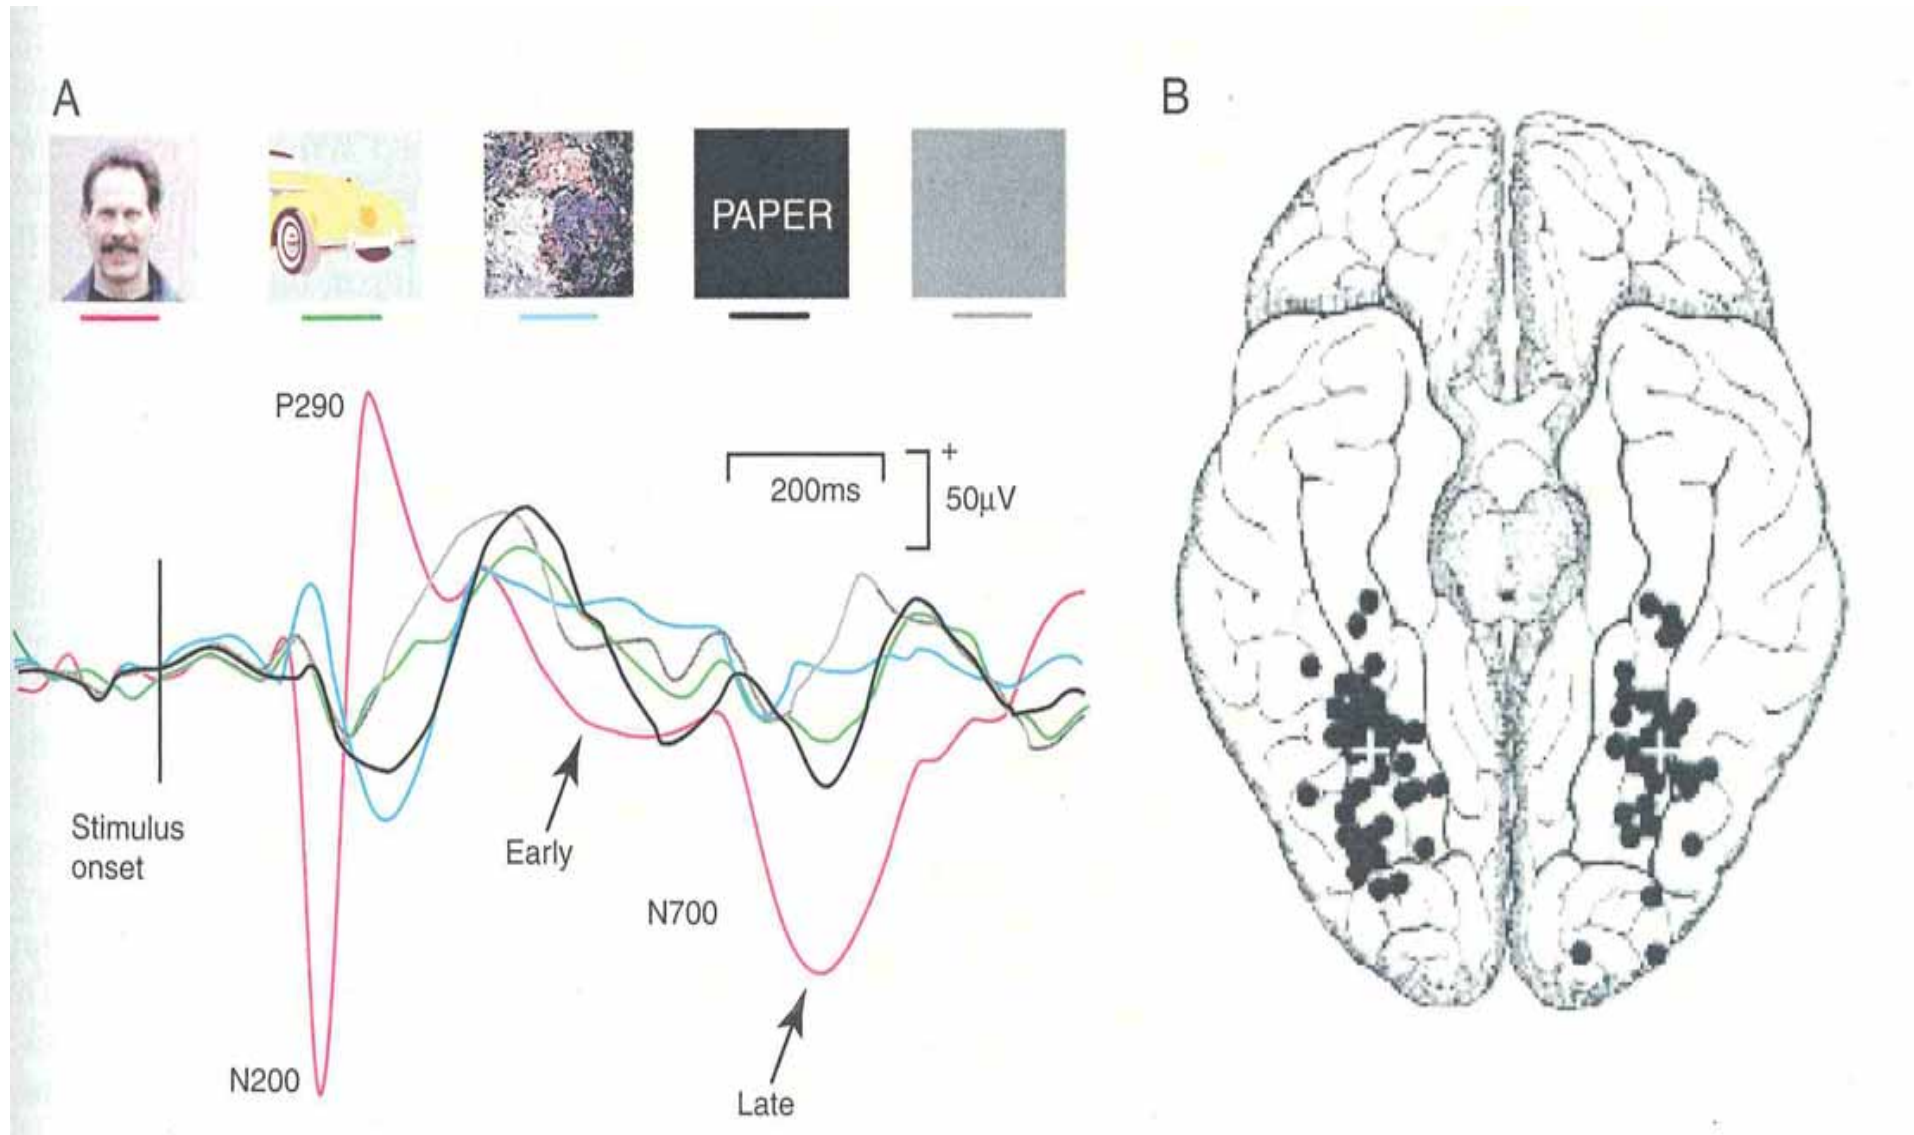 A
B
PAPER
P290
+
200ms
50µV
Stimulus
onset
Early
N700
N200
Late